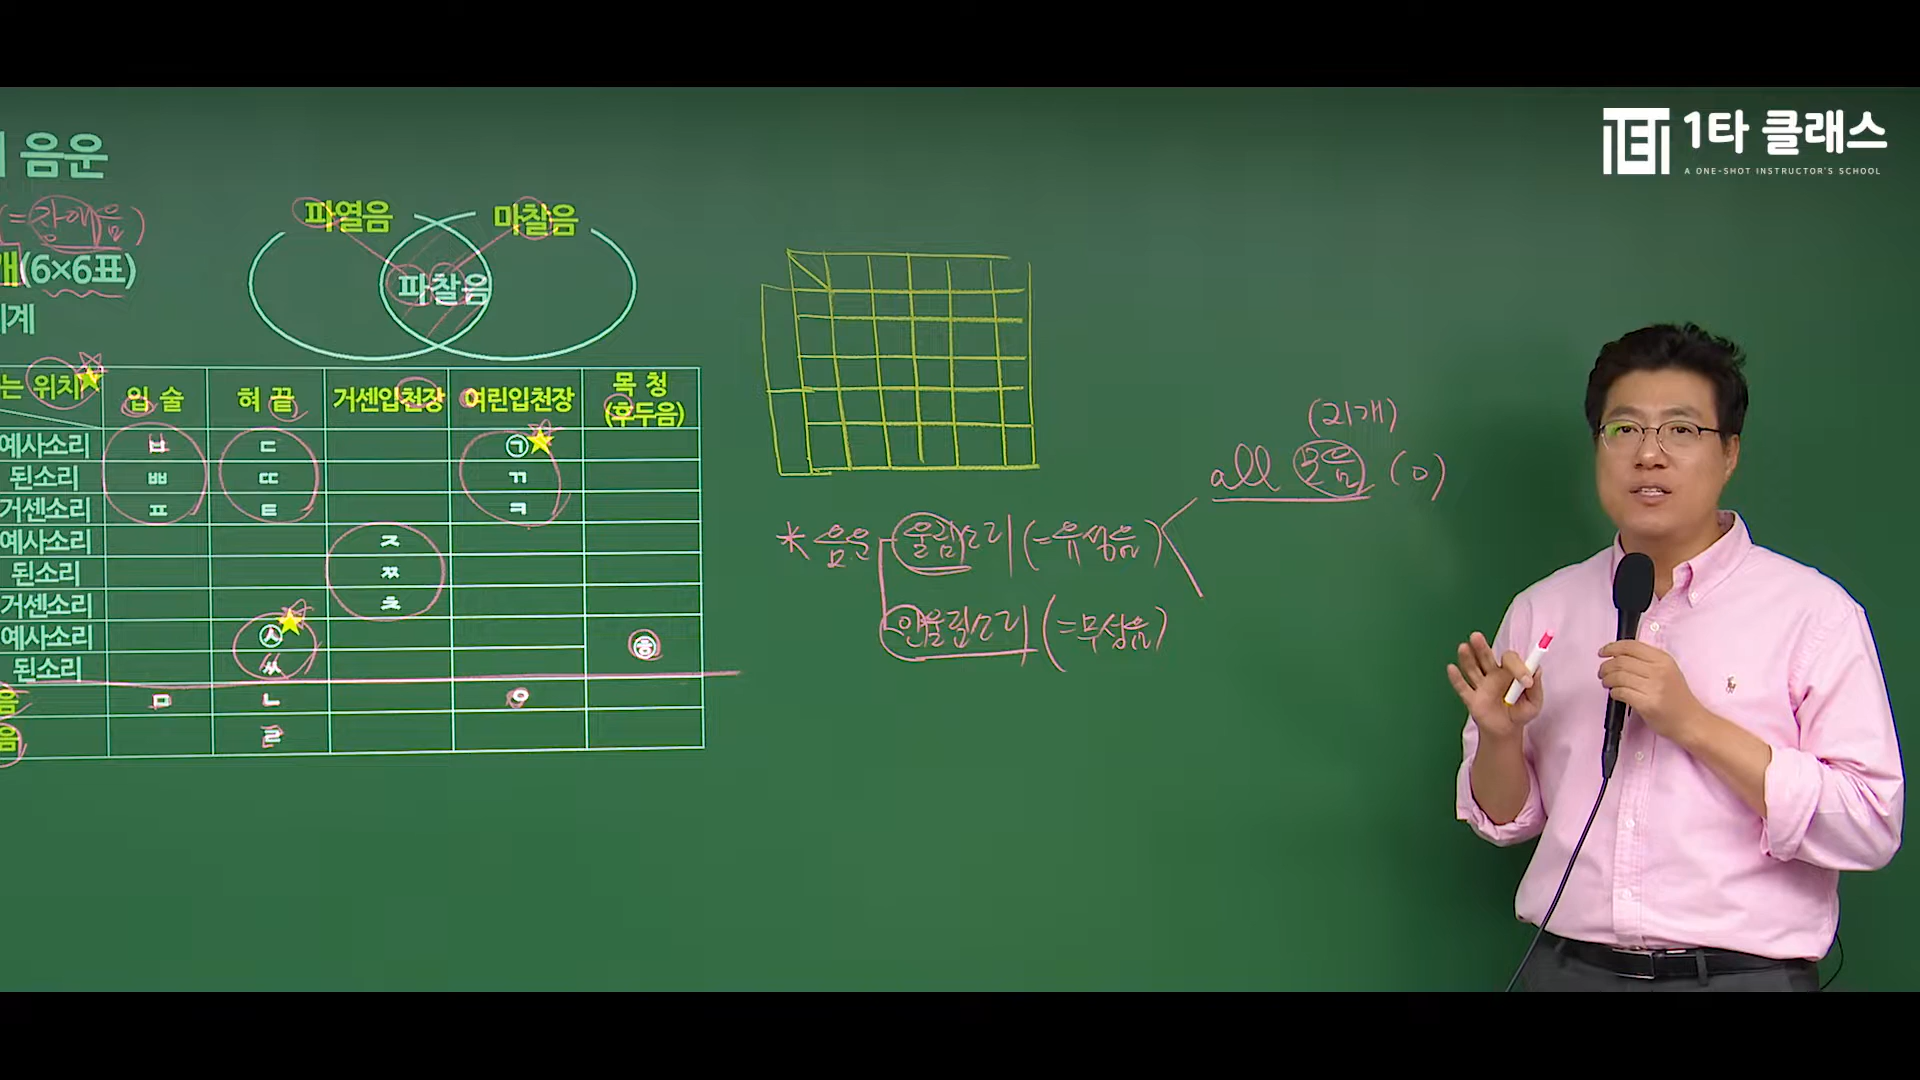 1타 클래스
A ONE-SHOT INSTRUCTOR'S SCHOOL
음운
(=장애음)
개(6×6표)
계
파열음 마찰음
파찰음
는 위치 입 술 혀 끝 거센입천장 여린입천장 목 청 (후두음)
예사소리 ㅂ ㄷ ㄱ
된소리 ㅃ ㄸ ㄲ
거센소리 ㅍ ㅌ ㅋ
예사소리 ㅈ
된소리 ㅉ
거센소리 ㅊ
예사소리 ㅅ ㅎ
된소리 ㅆ
음 ㅁ ㄴ ㅇ
음 ㄹ
(21개)
all 모음 (o)
*음운 울림소리(=유성음)
안울림소리(=무성음)